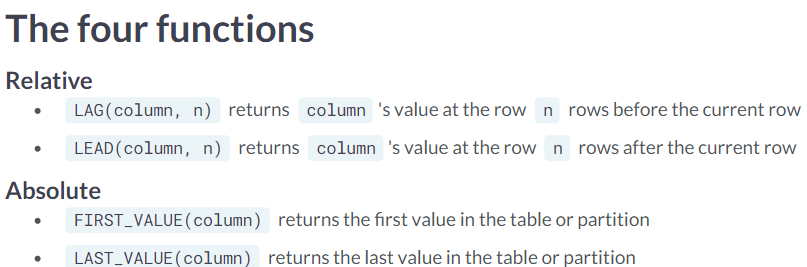 The four functions
Relative
• LAG(column, n) returns column 's value at the row n rows before the current row
• LEAD(column, n) returns column 's value at the row n rows after the current row
Absolute
• FIRST_VALUE(column) returns the first value in the table or partition
• LAST_VALUE(column) returns the last value in the table or partition